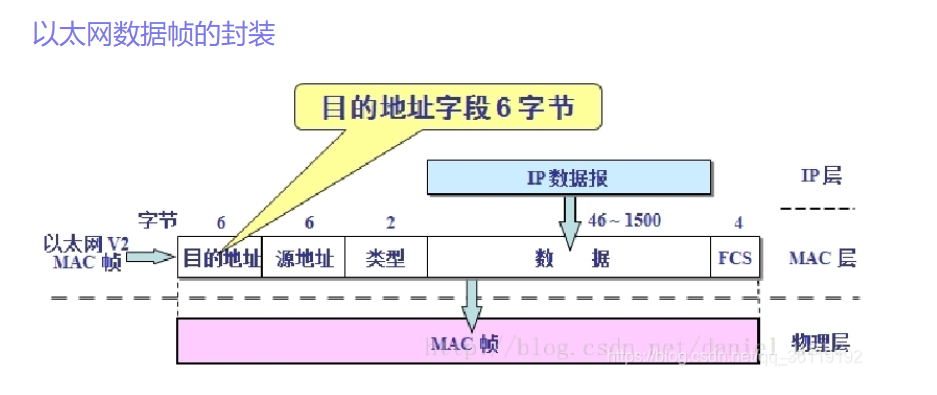 以太网数据帧的封装
目的地址字段 6 字节
IP 数据报
IP 层
字节 6 6 2 46~1500 4
以太网 V2
MAC 帧
目的地址 源地址 类型 数 据 FCS
MAC 层
MAC 帧
物理层
http://blog.csdn.net/daniel
https://blog.csdn.net/qq_36119192